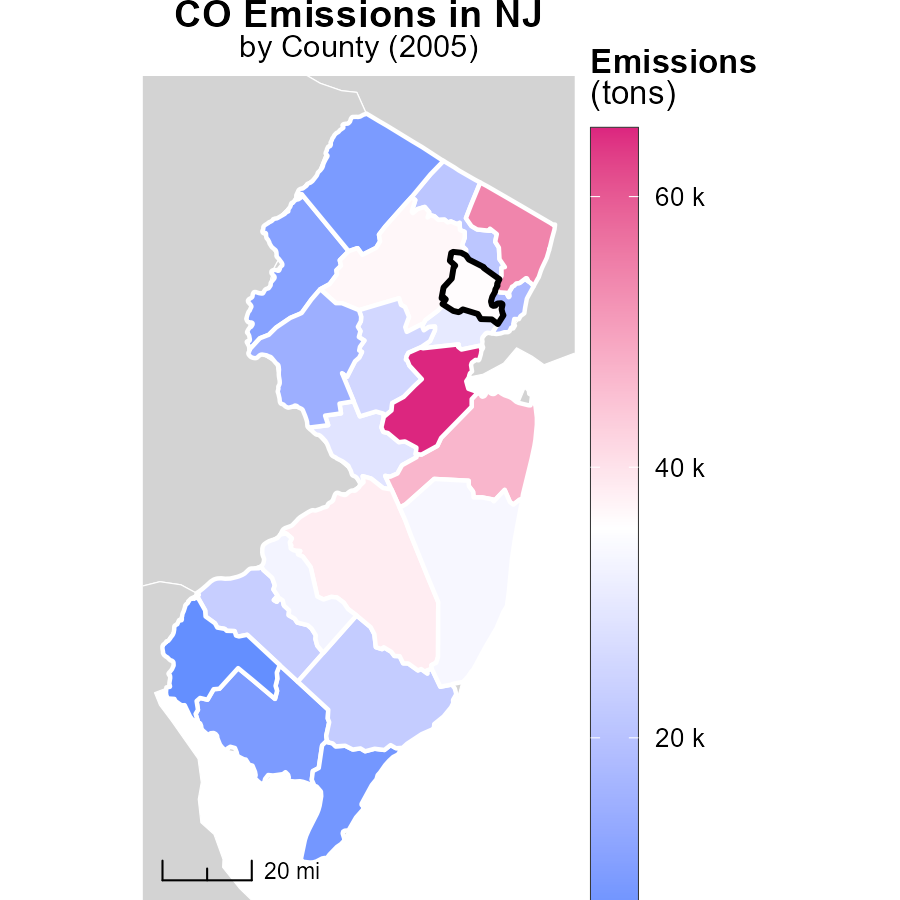 CO Emissions in NJ
by County (2005)
Emissions
(tons)
60 k
40 k
20 k
20 mi